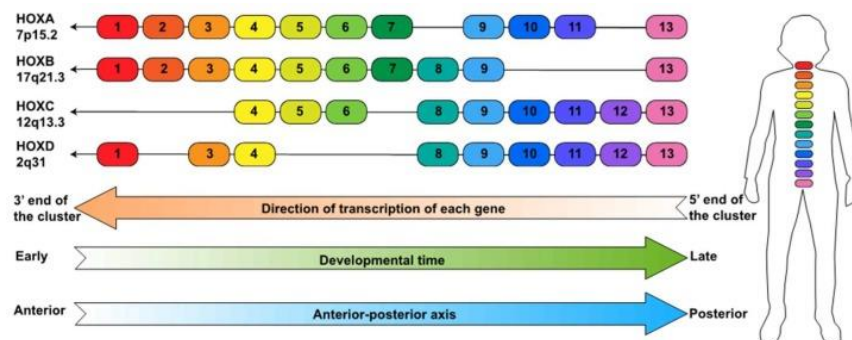 HOXA 1 2 3 4 5 6 7 9 10 11 13
7p15.2
HOXB 1 2 3 4 5 6 7 8 9 13
17q21.3
HOXC 4 5 6 8 9 10 11 12 13
12q13.3
HOXD 1 3 4 8 9 10 11 12 13
2q31
3' end of
the cluster
Direction of transcription of each gene
5' end of
the cluster
Early Developmental time Late
Anterior Anterior-posterior axis Posterior